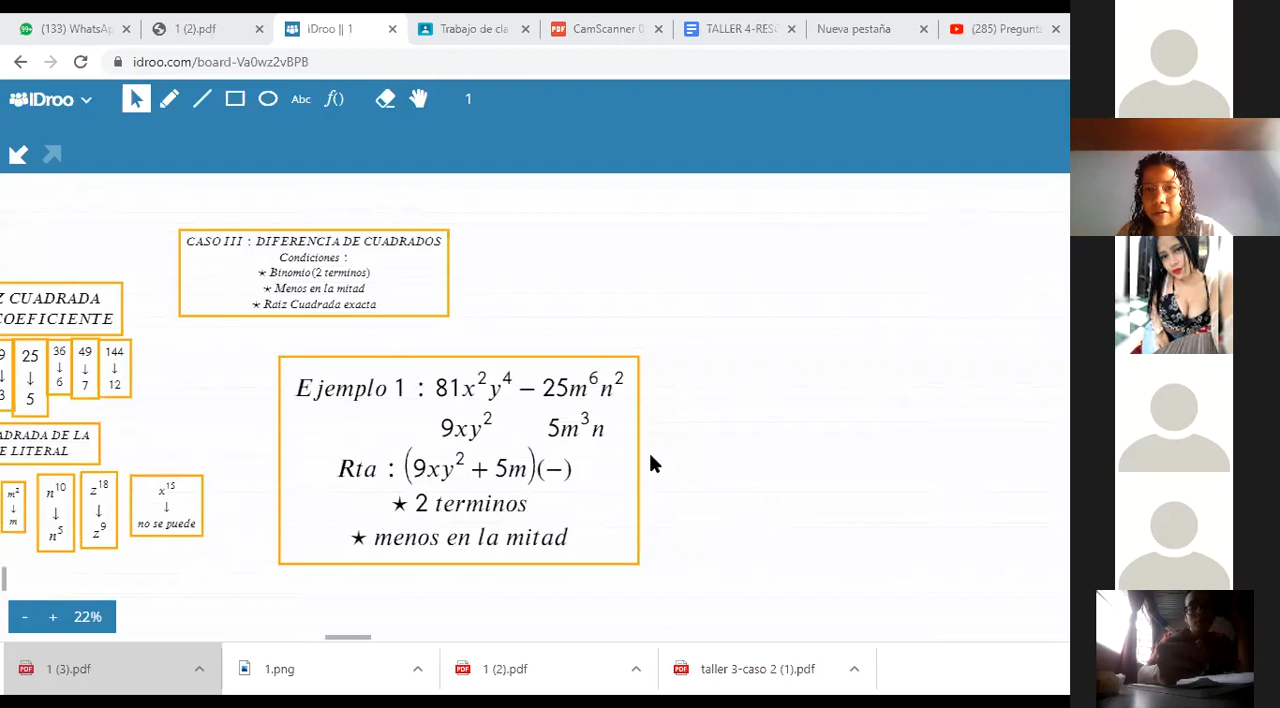 (133) WhatsAp
1 (2).pdf
IDroo || 1
Trabajo de cla
CamScanner D
TALLER 4-RESO
Nueva pestaña
(285) Pregunta
idroo.com/board-Va0wz2vBPB
IDroo
Abc
f()
1
CASO III : DIFERENCIA DE CUADRADOS
Condiciones :
★ Binomio(2 terminos)
★ Menos en la mitad
★ Raiz Cuadrada exacta
Z CUADRADA
COEFICIENTE
9 25 36 49 144
↓ ↓ ↓ ↓ ↓
3 5 6 7 12
ADRADA DE LA
E LITERAL
m² n¹⁰ z¹⁸ x¹⁵
↓ ↓ ↓ ↓
m n⁵ z⁹ no se puede
Ejemplo 1 : 81x²y⁴ − 25m⁶n²
9xy² 5m³n
Rta : (9xy² + 5m)(−)
★ 2 terminos
★ menos en la mitad
- + 22%
1 (3).pdf
1.png
1 (2).pdf
taller 3-caso 2 (1).pdf